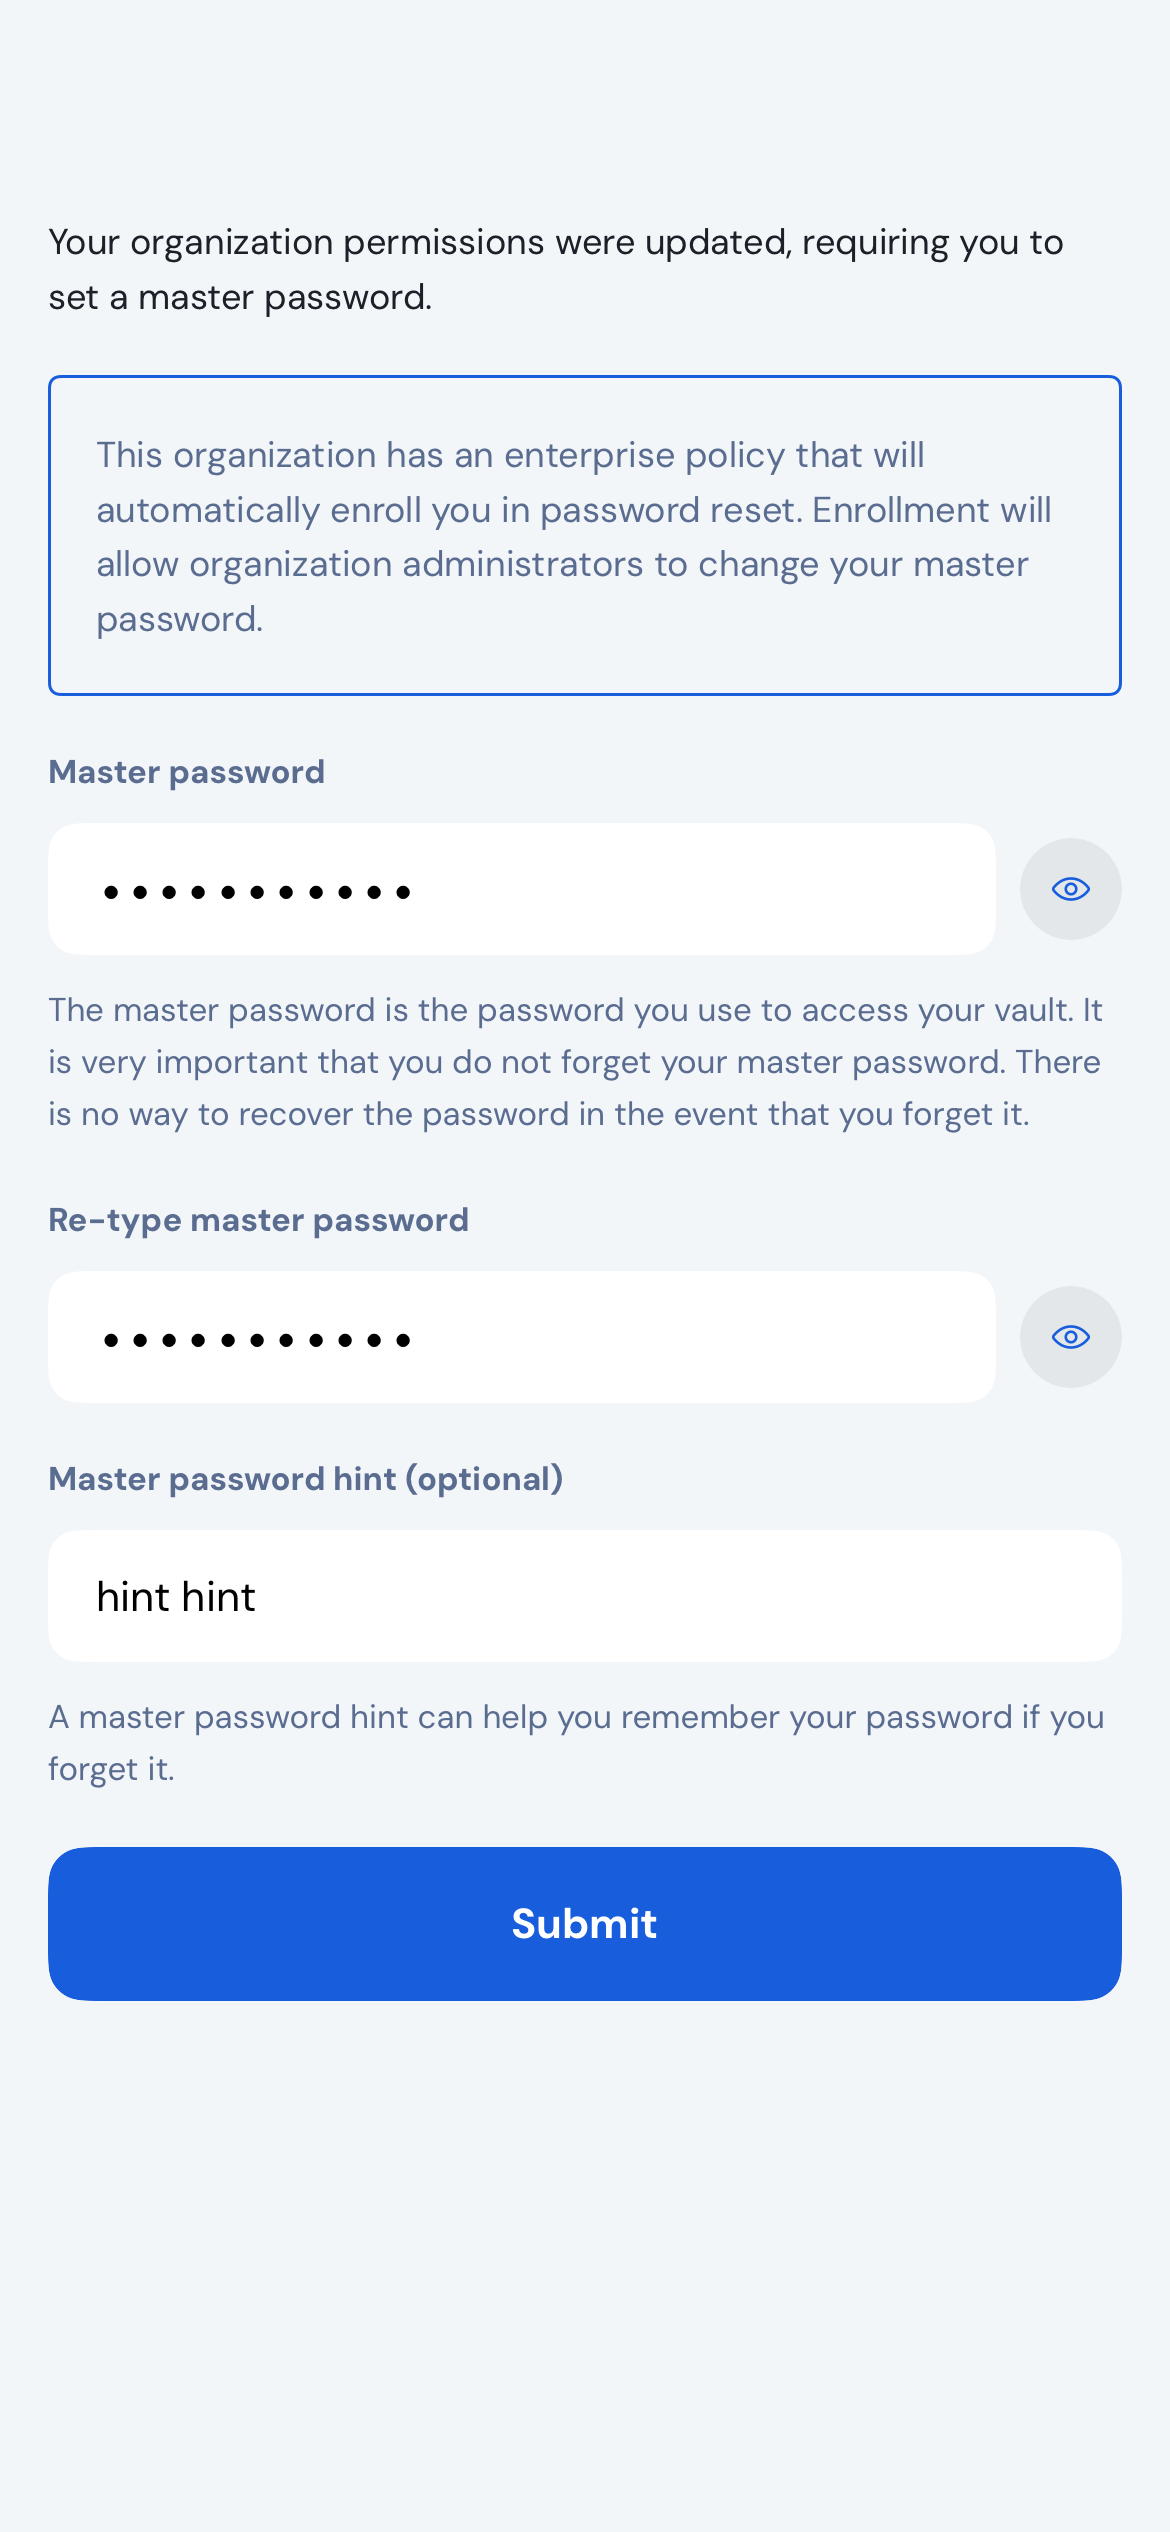 Your organization permissions were updated, requiring you to
set a master password.
This organization has an enterprise policy that will
automatically enroll you in password reset. Enrollment will
allow organization administrators to change your master
password.
Master password
•••••••••••
The master password is the password you use to access your vault. It
is very important that you do not forget your master password. There
is no way to recover the password in the event that you forget it.
Re-type master password
•••••••••••
Master password hint (optional)
hint hint
A master password hint can help you remember your password if you
forget it.
Submit